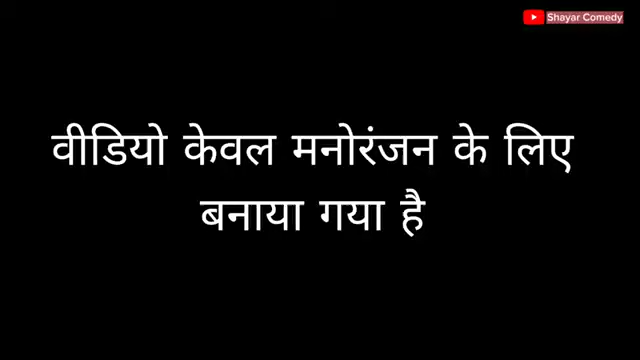 Shayar Comedy
वीडियो केवल मनोरंजन के लिए
बनाया गया है